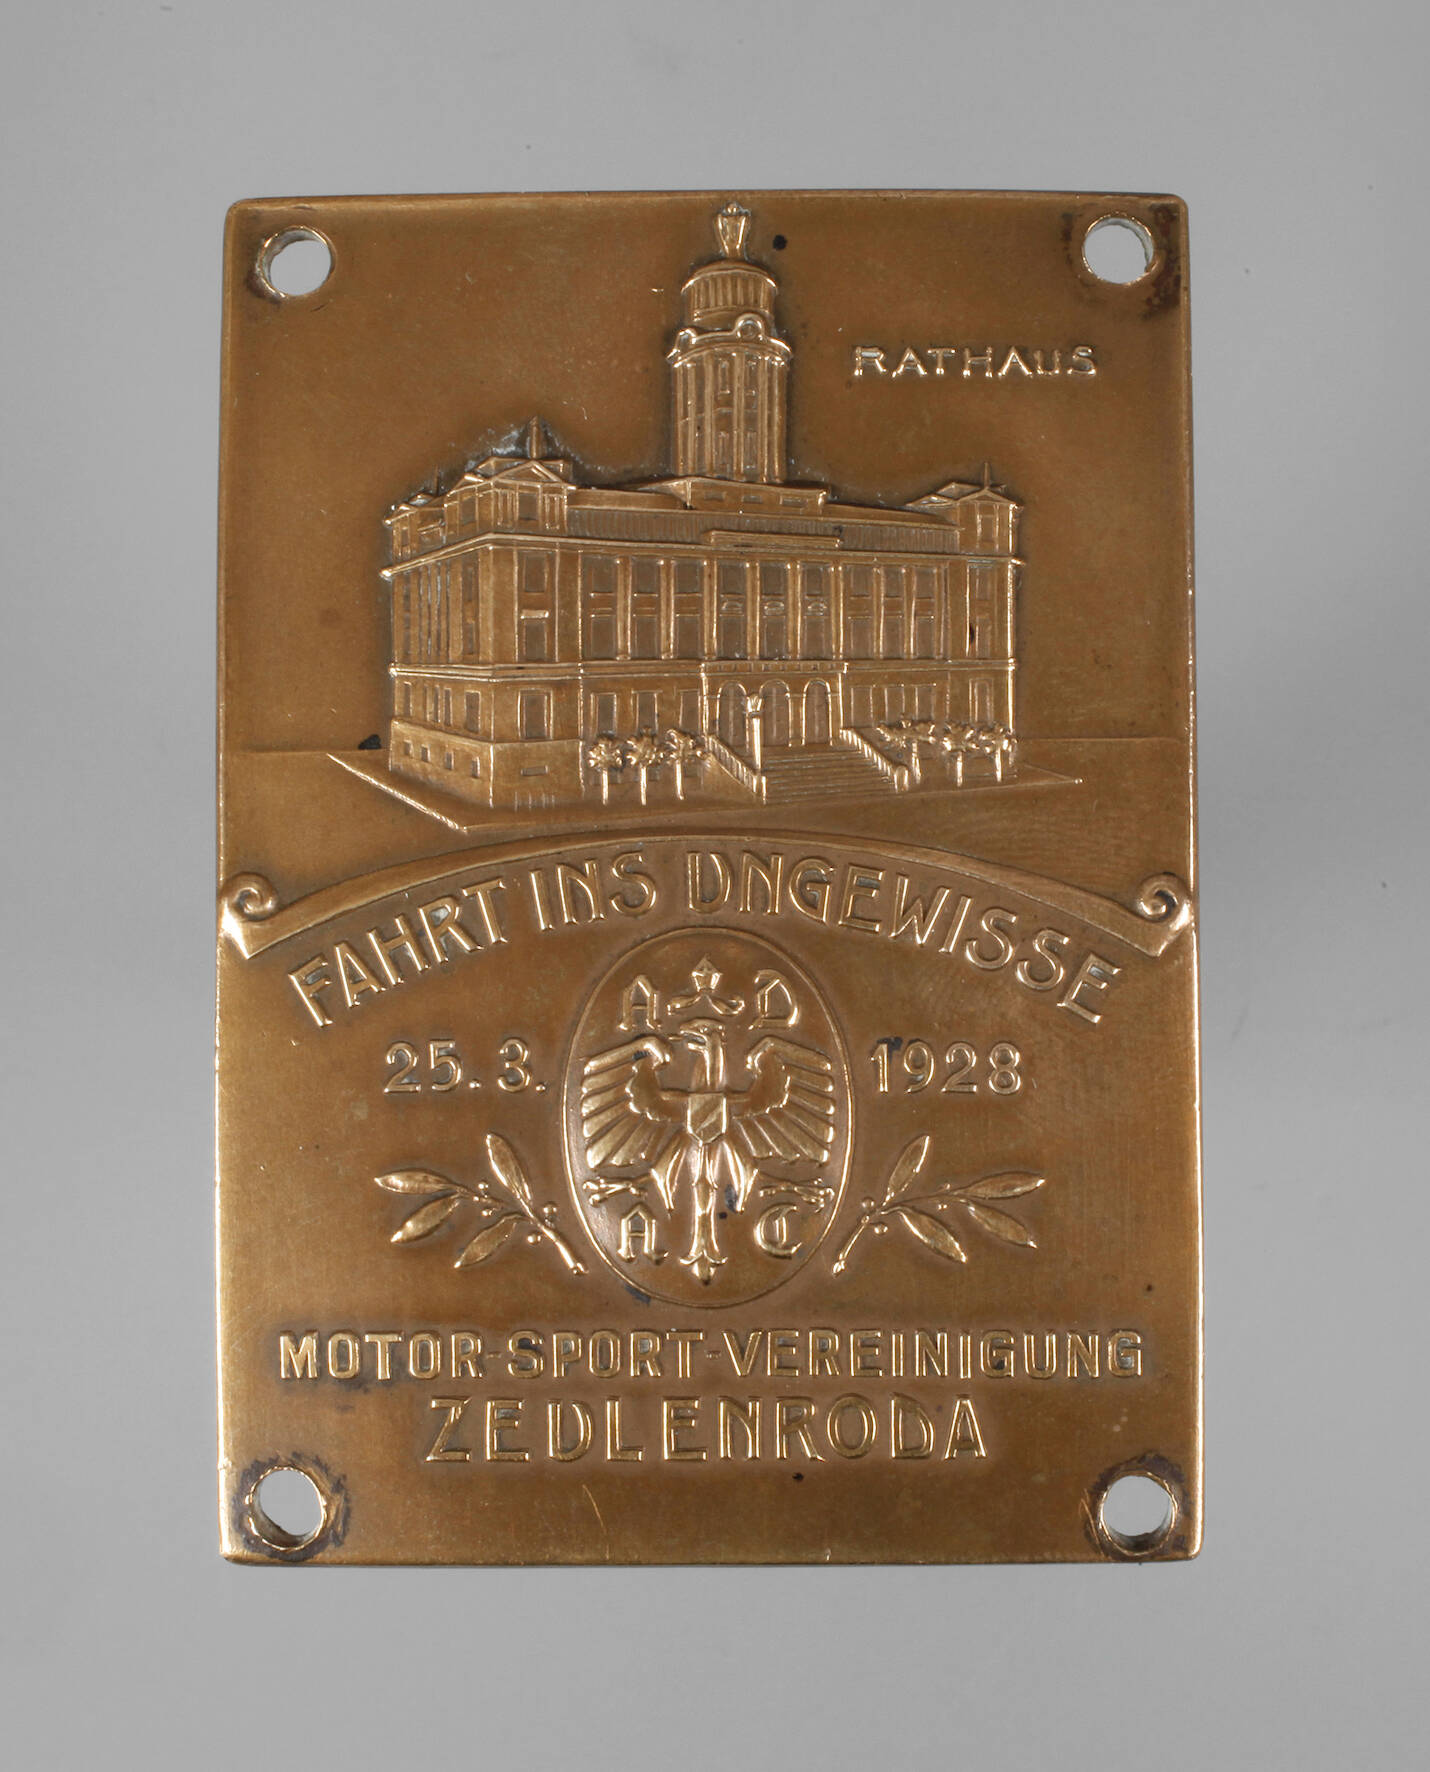 RATHAUS
FAHRT INS UNGEWISSE
A D
25.3. 1928
A C
MOTOR-SPORT-VEREINIGUNG
ZEULENRODA